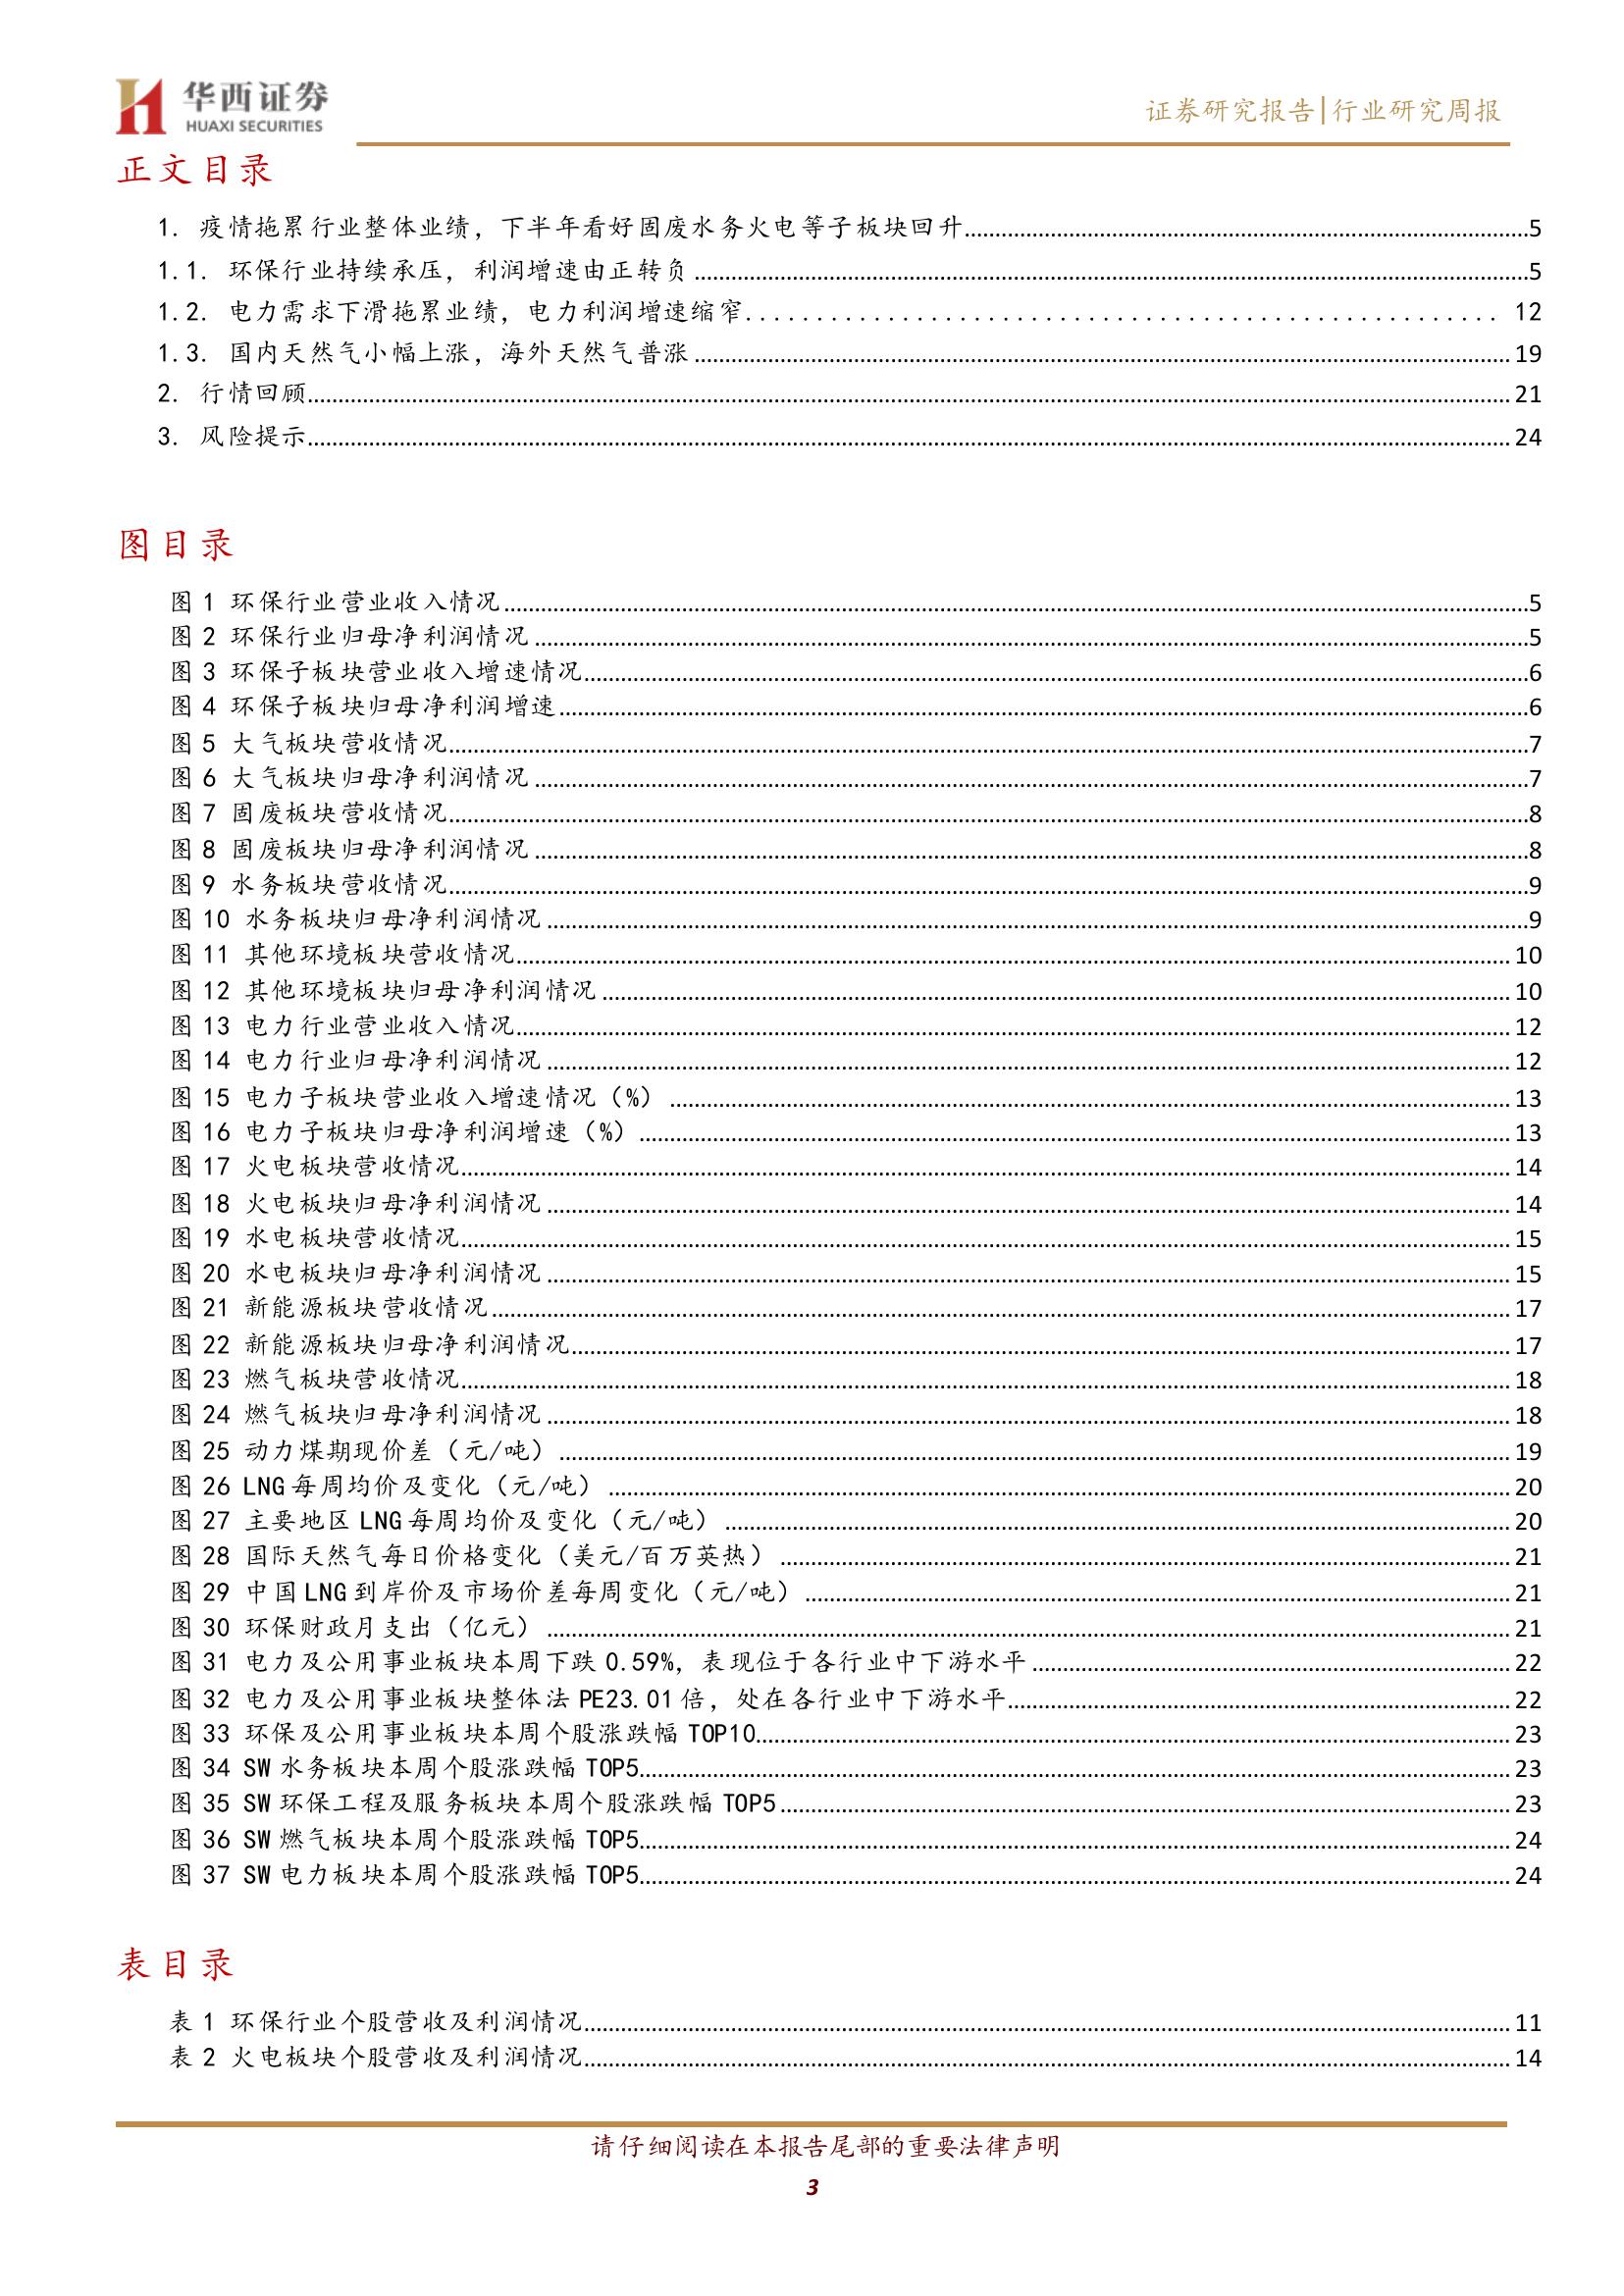 华西证券
HUAXI SECURITIES
证券研究报告|行业研究周报
正文目录
1. 疫情拖累行业整体业绩，下半年看好固废水务火电等子板块回升 5
1.1. 环保行业持续承压，利润增速由正转负 5
1.2. 电力需求下滑拖累业绩，电力利润增速缩窄 12
1.3. 国内天然气小幅上涨，海外天然气普涨 19
2. 行情回顾 21
3. 风险提示 24
图目录
图 1 环保行业营业收入情况 5
图 2 环保行业归母净利润情况 5
图 3 环保子板块营业收入增速情况 6
图 4 环保子板块归母净利润增速 6
图 5 大气板块营收情况 7
图 6 大气板块归母净利润情况 7
图 7 固废板块营收情况 8
图 8 固废板块归母净利润情况 8
图 9 水务板块营收情况 9
图 10 水务板块归母净利润情况 9
图 11 其他环境板块营收情况 10
图 12 其他环境板块归母净利润情况 10
图 13 电力行业营业收入情况 12
图 14 电力行业归母净利润情况 12
图 15 电力子板块营业收入增速情况（%） 13
图 16 电力子板块归母净利润增速（%） 13
图 17 火电板块营收情况 14
图 18 火电板块归母净利润情况 14
图 19 水电板块营收情况 15
图 20 水电板块归母净利润情况 15
图 21 新能源板块营收情况 17
图 22 新能源板块归母净利润情况 17
图 23 燃气板块营收情况 18
图 24 燃气板块归母净利润情况 18
图 25 动力煤期现价差（元/吨） 19
图 26 LNG 每周均价及变化（元/吨） 20
图 27 主要地区 LNG 每周均价及变化（元/吨） 20
图 28 国际天然气每日价格变化（美元/百万英热） 21
图 29 中国 LNG 到岸价及市场价差每周变化（元/吨） 21
图 30 环保财政月支出（亿元） 21
图 31 电力及公用事业板块本周下跌 0.59%，表现位于各行业中下游水平 22
图 32 电力及公用事业板块整体法 PE23.01 倍，处在各行业中下游水平 22
图 33 环保及公用事业板块本周个股涨跌幅 TOP10 23
图 34 SW 水务板块本周个股涨跌幅 TOP5 23
图 35 SW 环保工程及服务板块本周个股涨跌幅 TOP5 23
图 36 SW 燃气板块本周个股涨跌幅 TOP5 24
图 37 SW 电力板块本周个股涨跌幅 TOP5 24
表目录
表 1 环保行业个股营收及利润情况 11
表 2 火电板块个股营收及利润情况 14
请仔细阅读在本报告尾部的重要法律声明
3